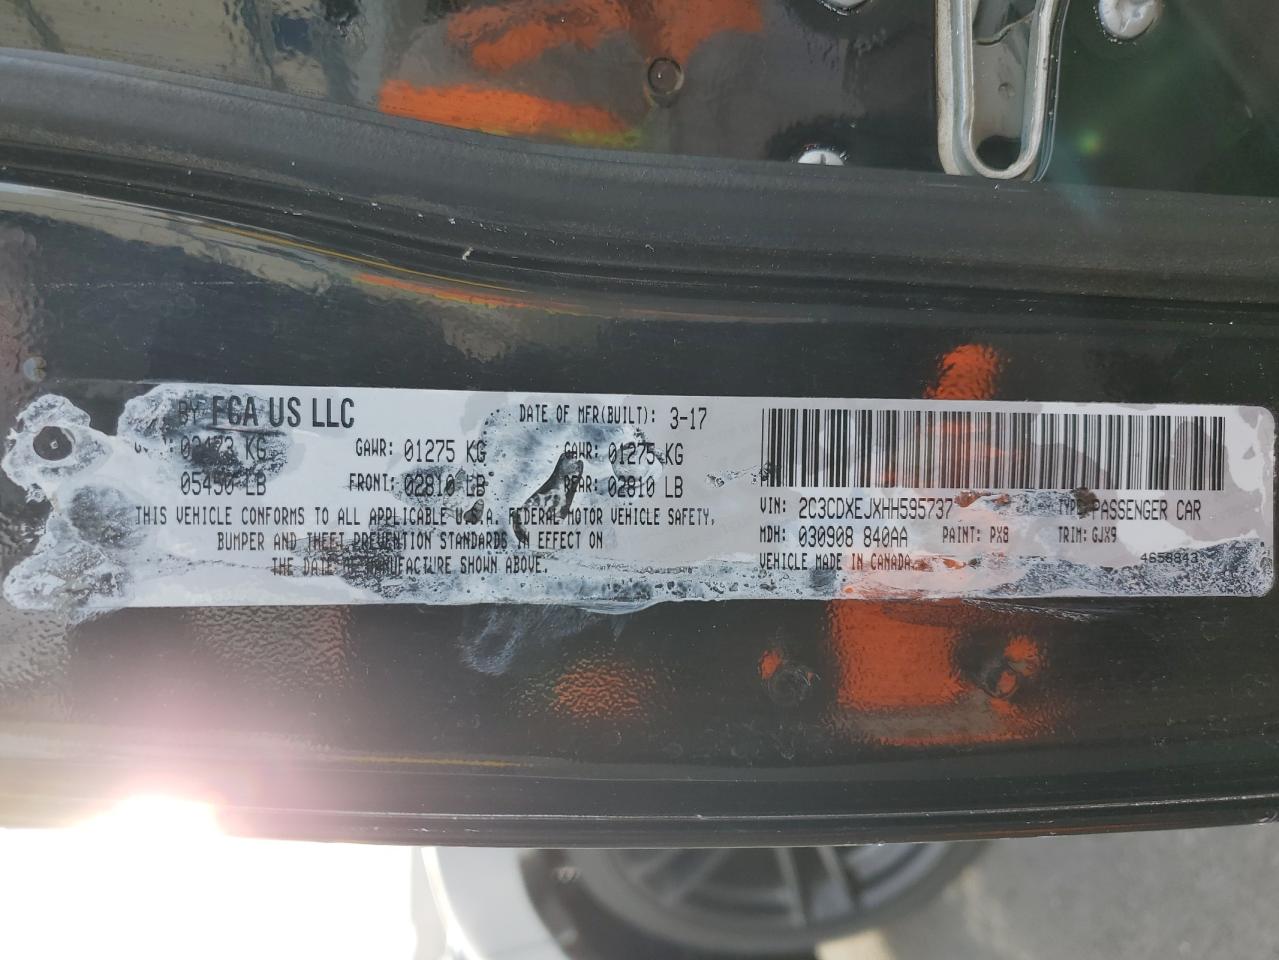 BY FCA US LLC
DATE OF MFR(BUILT): 3-17
02473 KG
GAWR: 01275 KG
GAWR: 01275 KG
05450 LB
FRONT: 02810 LB
REAR: 02810 LB
THIS VEHICLE CONFORMS TO ALL APPLICABLE U.S.A. FEDERAL MOTOR VEHICLE SAFETY,
BUMPER AND THEFT PREVENTION STANDARDS IN EFFECT ON
THE DATE OF MANUFACTURE SHOWN ABOVE.
VIN: 2C3CDXEJXHH595737
TYPE: PASSENGER CAR
MDH: 030908 840AA
PAINT: PX8
TRIM: GJX9
VEHICLE MADE IN CANADA.